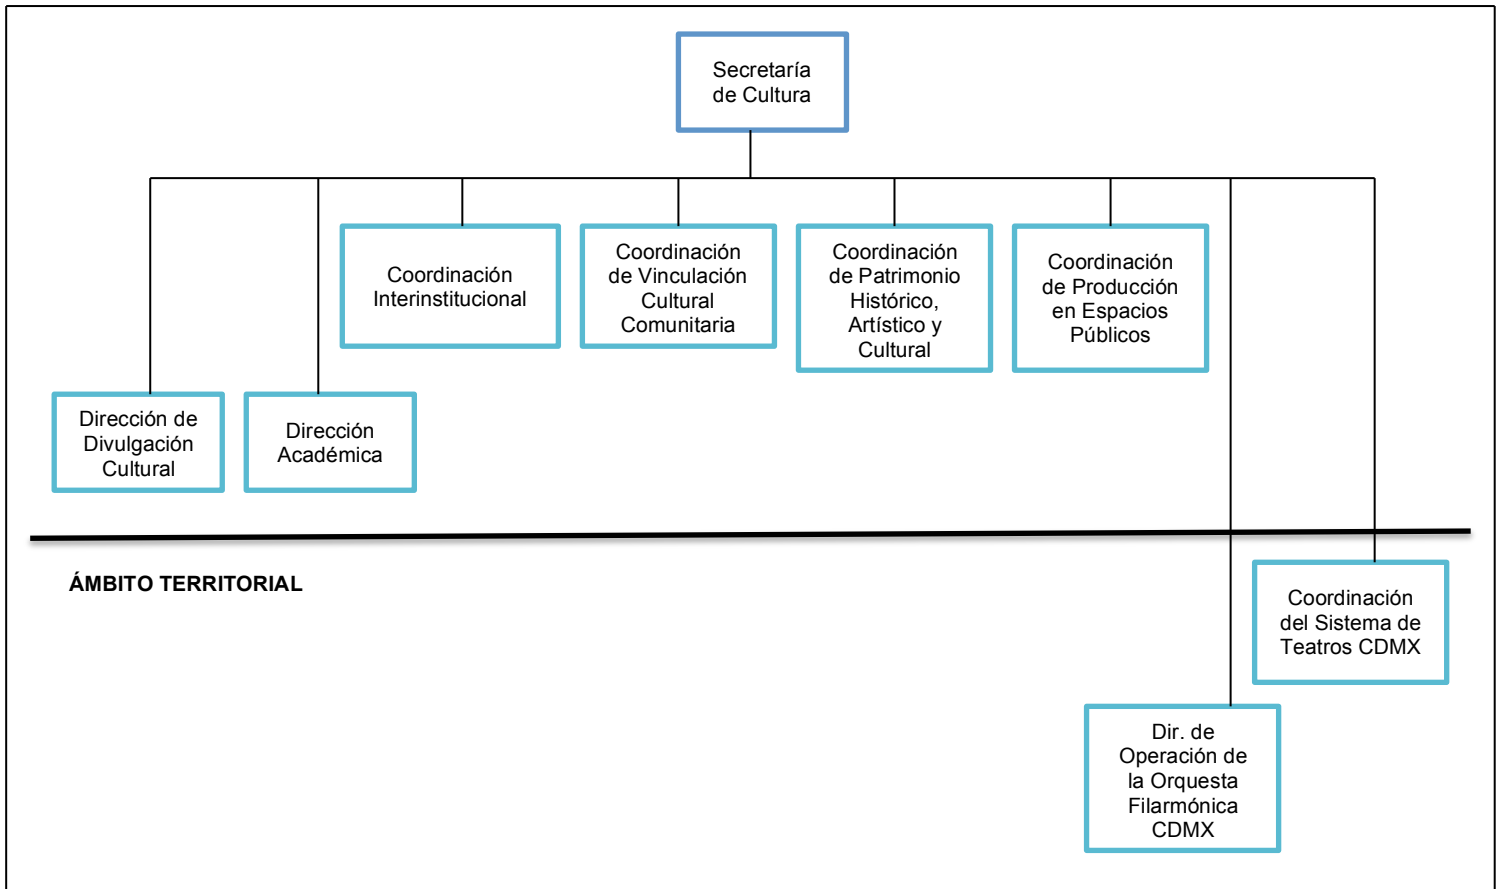 Secretaría
de Cultura
Coordinación
Interinstitucional
Coordinación
de Vinculación
Cultural
Comunitaria
Coordinación
de Patrimonio
Histórico,
Artístico y
Cultural
Coordinación
de Producción
en Espacios
Públicos
Dirección de
Divulgación
Cultural
Dirección
Académica
ÁMBITO TERRITORIAL
Coordinación
del Sistema de
Teatros CDMX
Dir. de
Operación de
la Orquesta
Filarmónica
CDMX